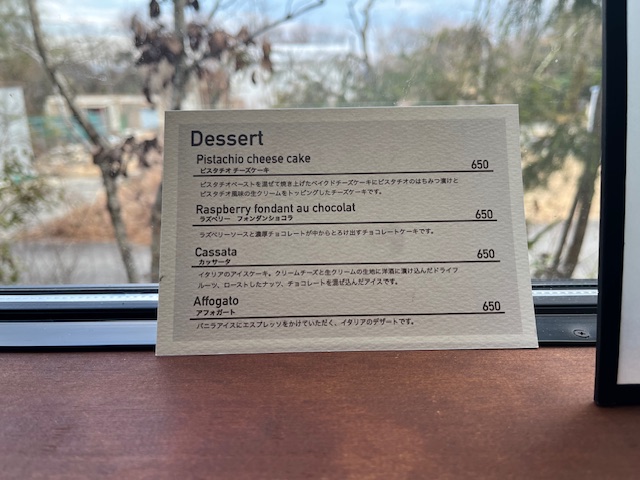 Dessert
Pistachio cheese cake 650
ピスタチオ チーズケーキ
ピスタチオペーストを混ぜて焼き上げたベイクドチーズケーキにピスタチオのはちみつ漬けと
ピスタチオ風味の生クリームをトッピングしたチーズケーキです。
Raspberry fondant au chocolat 650
ラズベリー フォンダンショコラ
ラズベリーソースと濃厚チョコレートが中からとろけ出すチョコレートケーキです。
Cassata 650
カッサータ
イタリアのアイスケーキ。クリームチーズと生クリームの生地に洋酒に漬け込んだドライフ
ルーツ、ローストしたナッツ、チョコレートを混ぜ込んだアイスです。
Affogato 650
アフォガート
バニラアイスにエスプレッソをかけていただく、イタリアのデザートです。